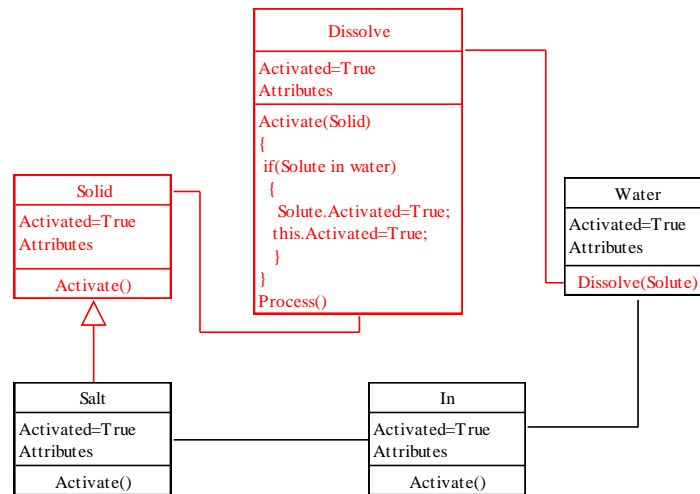 Dissolve
Activated=True
Attributes
Activate(Solid)
{
if(Solute in water)
{
Solute.Activated=True;
this.Activated=True;
}
}
Process()
Solid
Activated=True
Attributes
Activate()
Water
Activated=True
Attributes
Dissolve(Solute)
Salt
Activated=True
Attributes
Activate()
In
Activated=True
Attributes
Activate()